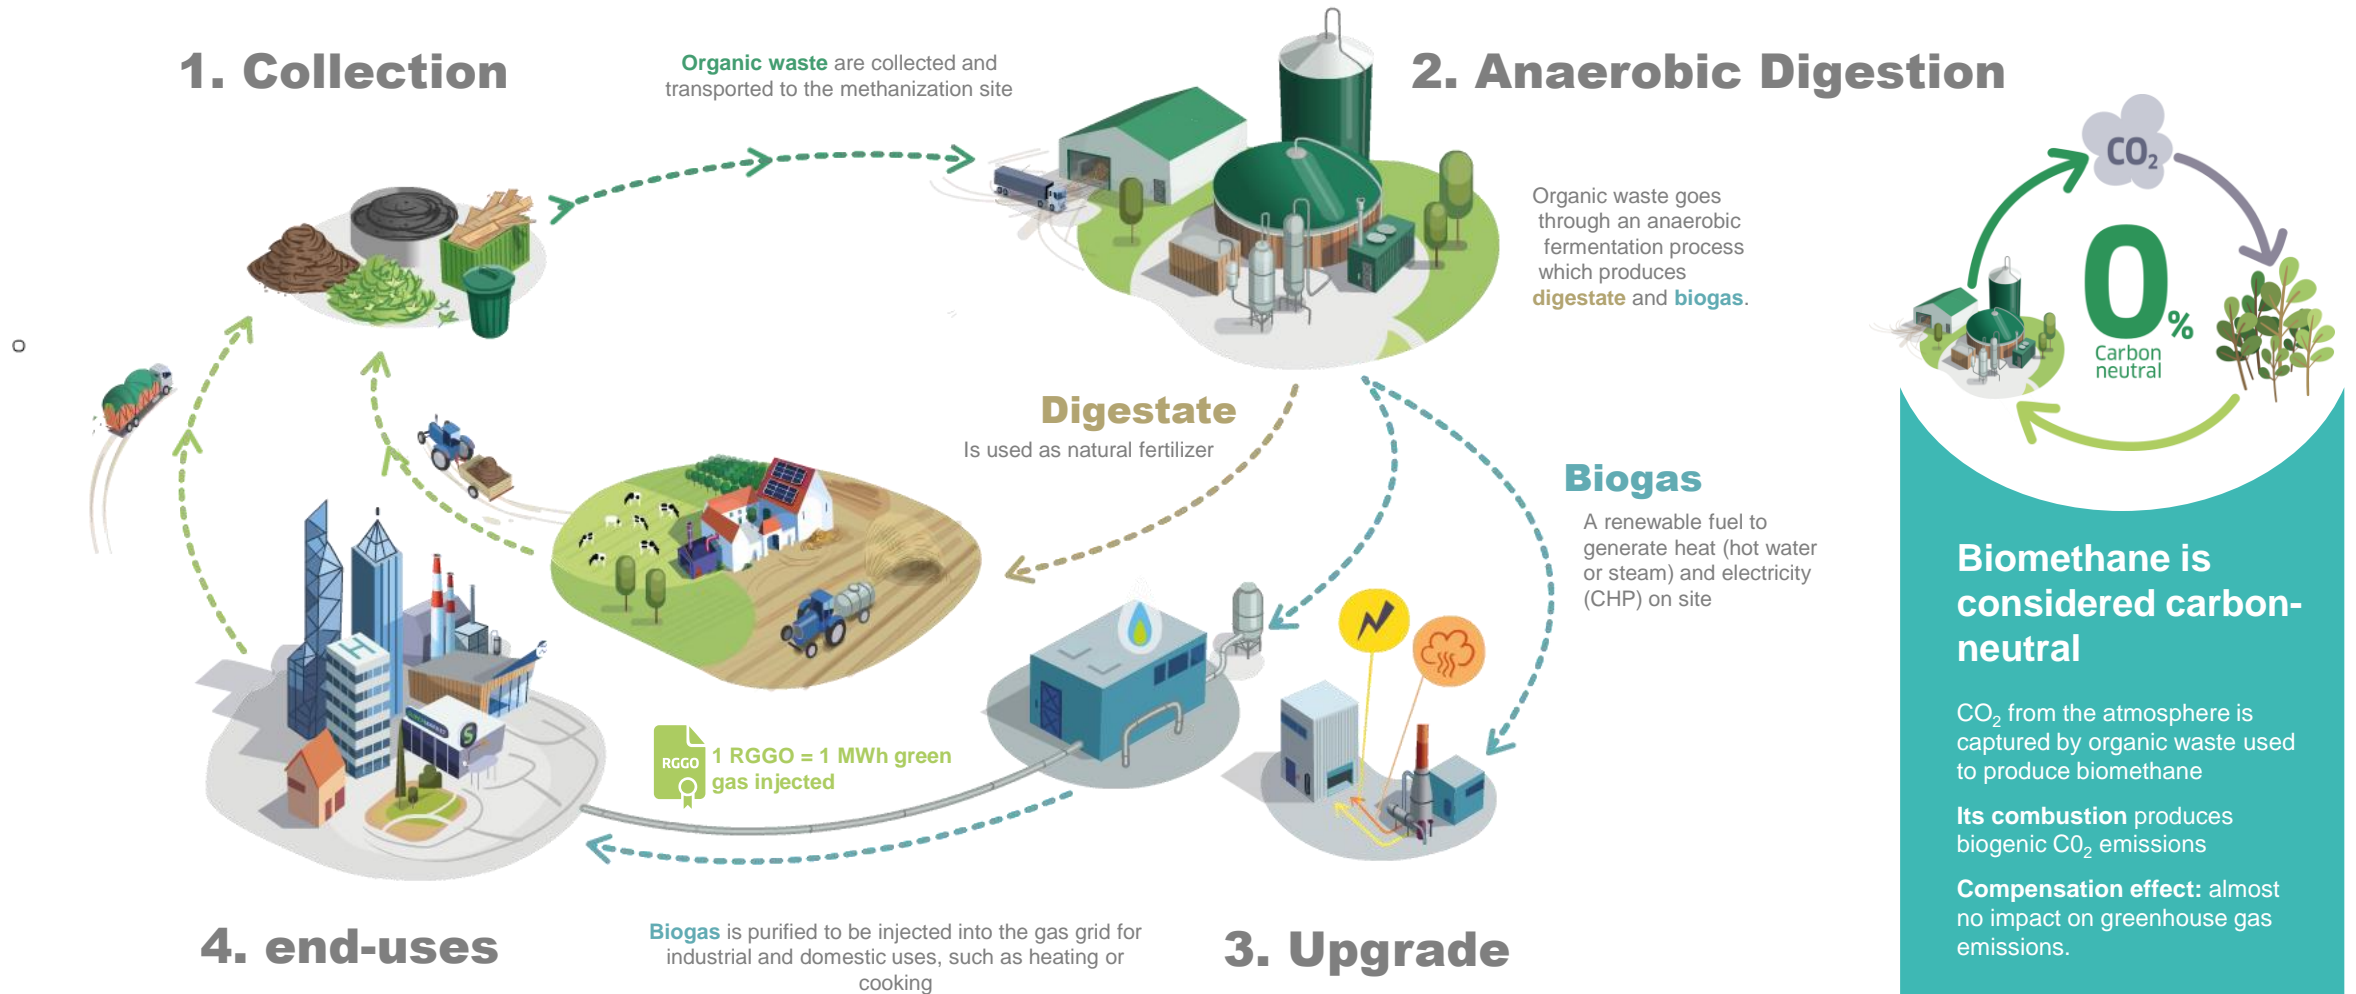 1. Collection
Organic waste are collected and
transported to the methanization site
2. Anaerobic Digestion
Organic waste goes
through an anaerobic
fermentation process
which produces
digestate and biogas.
CO₂
0%
Carbon
neutral
Digestate
Is used as natural fertilizer
Biogas
A renewable fuel to
generate heat (hot water
or steam) and electricity
(CHP) on site
H
S
RGGO
1 RGGO = 1 MWh green
gas injected
4. end-uses
Biogas is purified to be injected into the gas grid for
industrial and domestic uses, such as heating or
cooking
3. Upgrade
Biomethane is
considered carbon-
neutral
CO₂ from the atmosphere is
captured by organic waste used
to produce biomethane
Its combustion produces
biogenic C0₂ emissions
Compensation effect: almost
no impact on greenhouse gas
emissions.